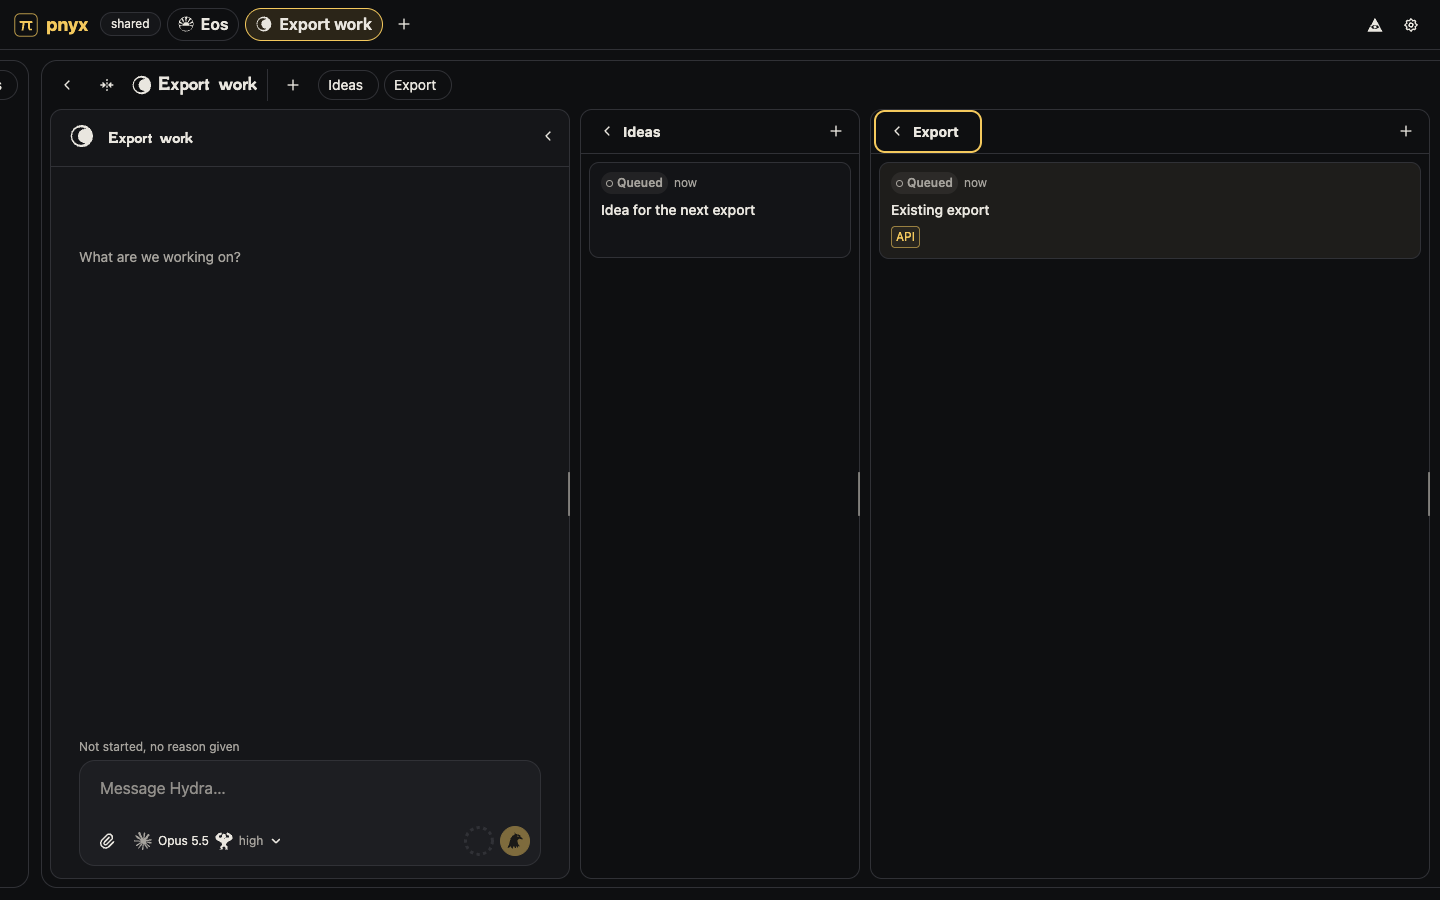 pnyx
shared
Eos
Export work
Export work
Ideas
Export
Export work
What are we working on?
Not started, no reason given
Message Hydra...
Opus 5.5
high
Ideas
Queued now
Idea for the next export
Export
Queued now
Existing export
API